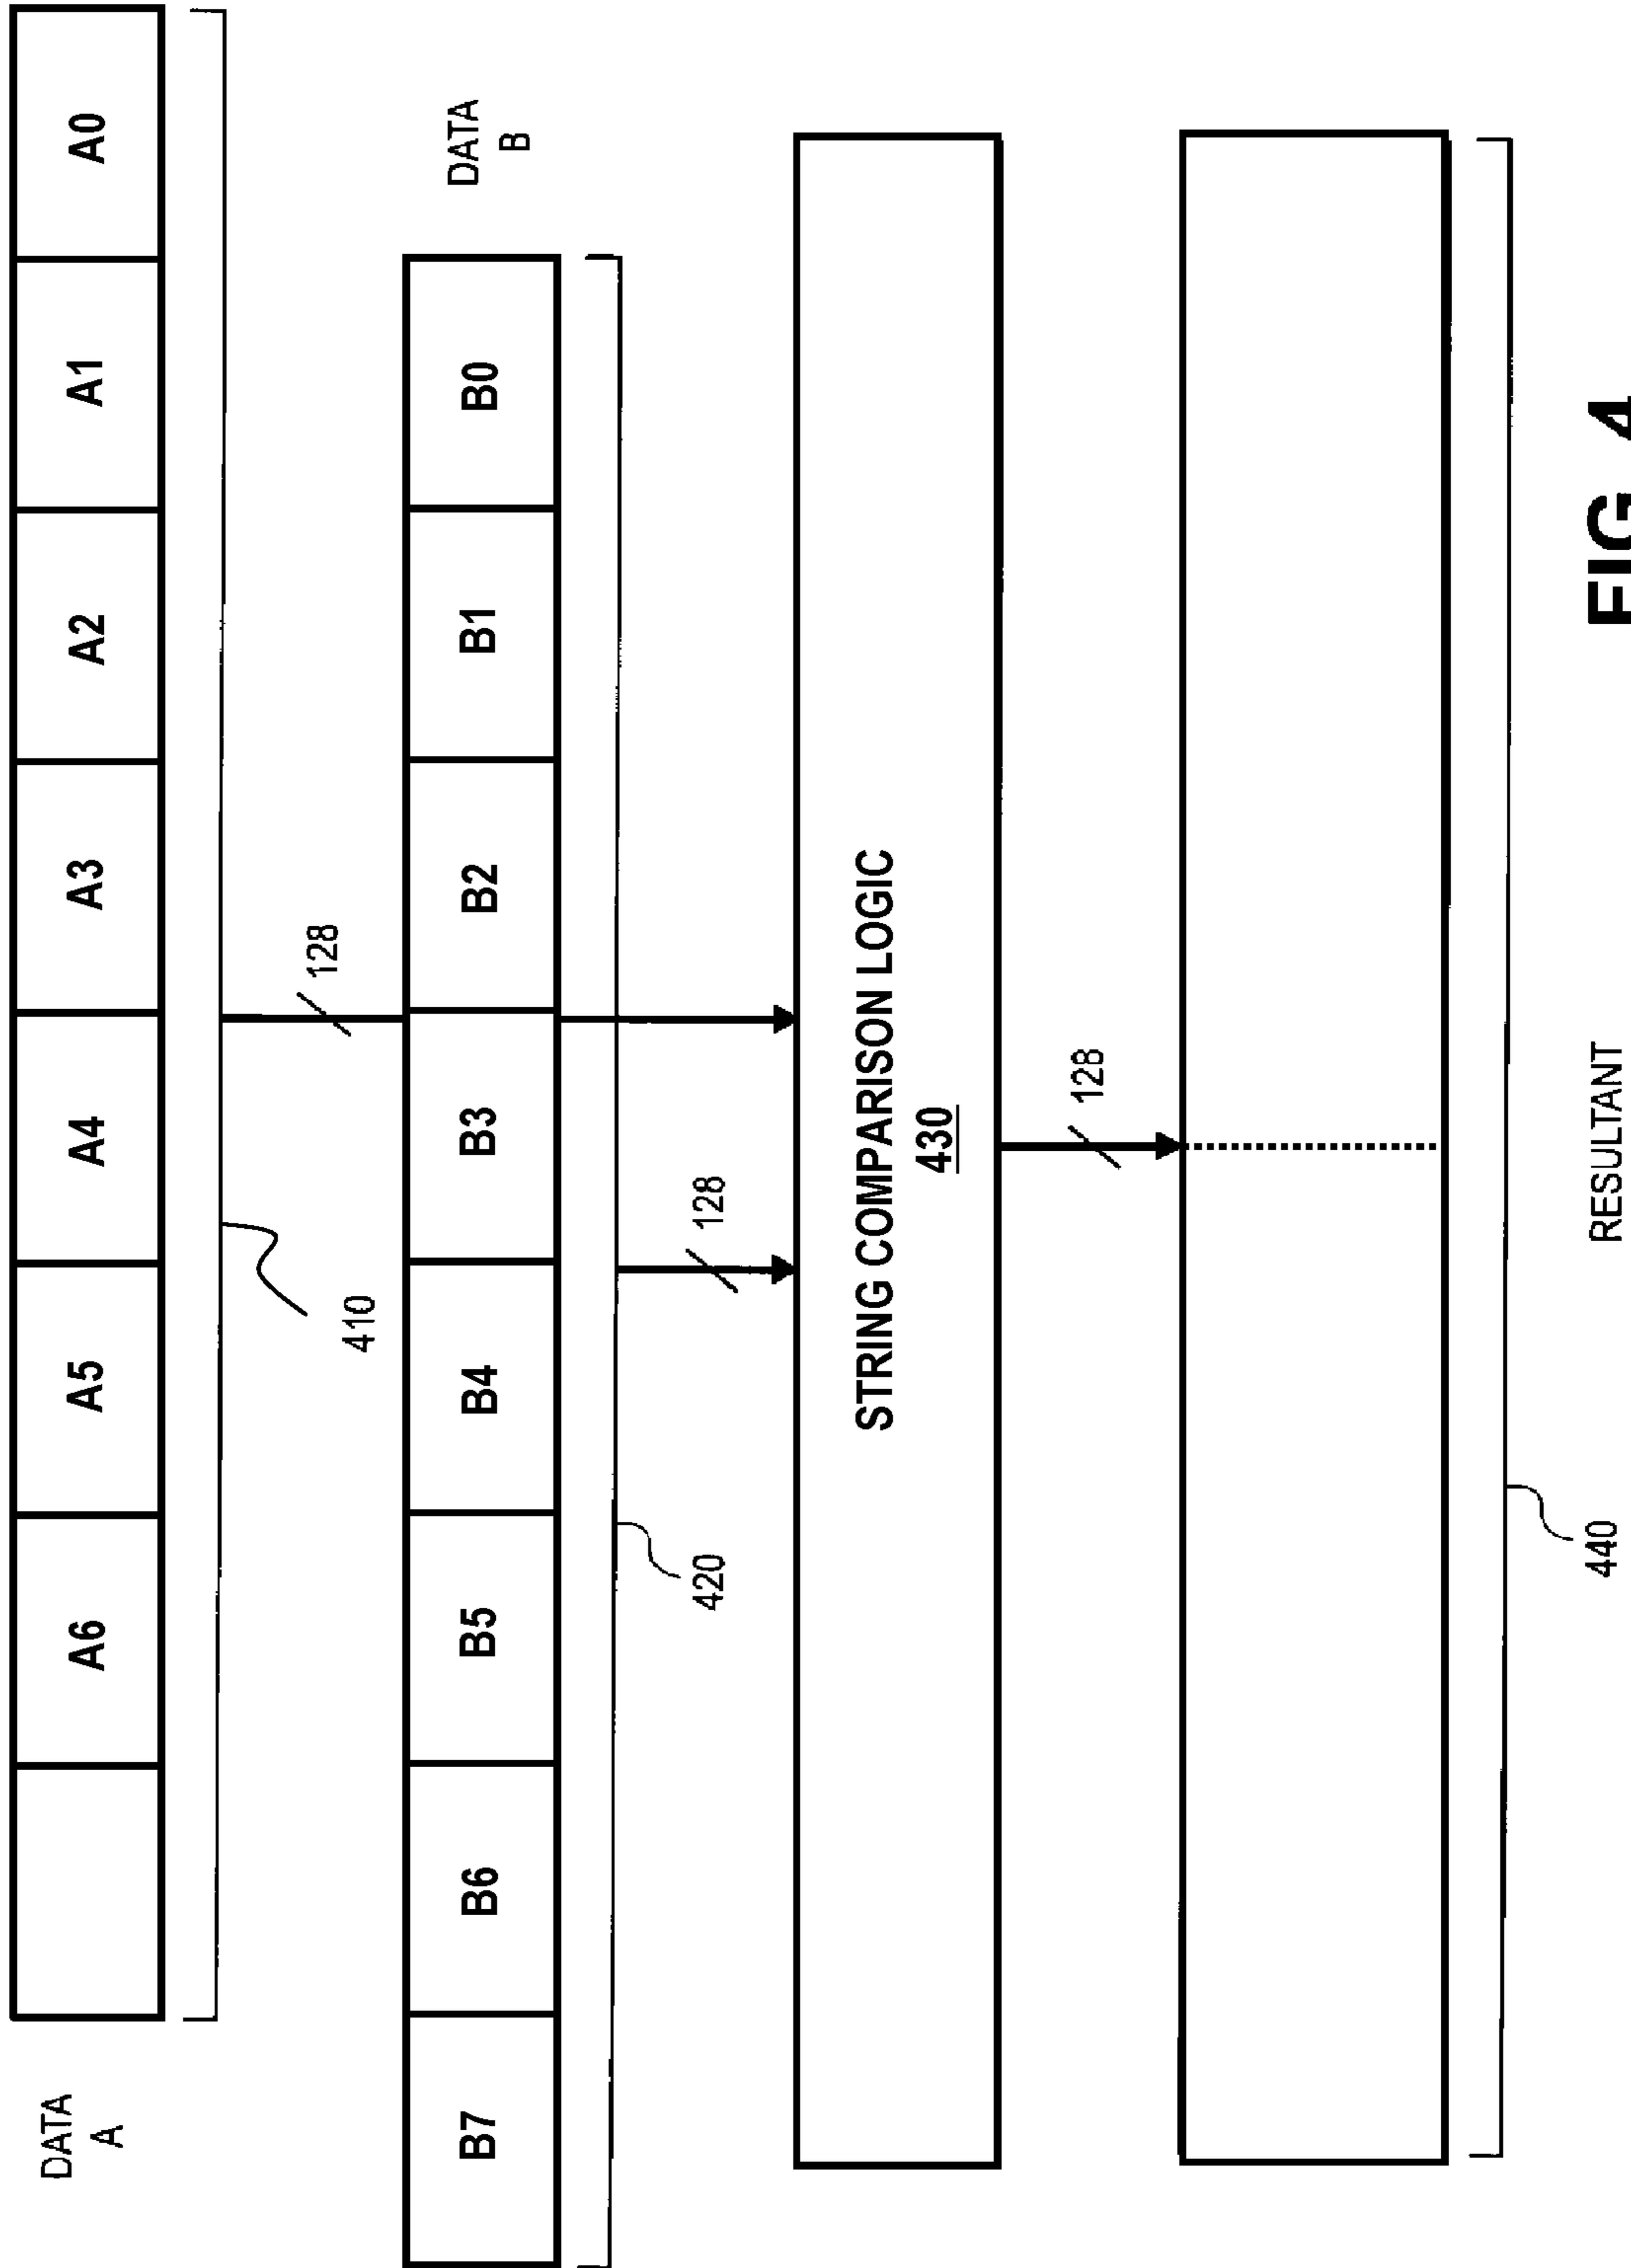 DATA
A
A6
A5
A4
A3
A2
A1
A0
410
128
B7
B6
B5
B4
B3
B2
B1
B0
DATA
B
420
128
STRING COMPARISON LOGIC
430
128
440
RESULTANT
FIG. 4